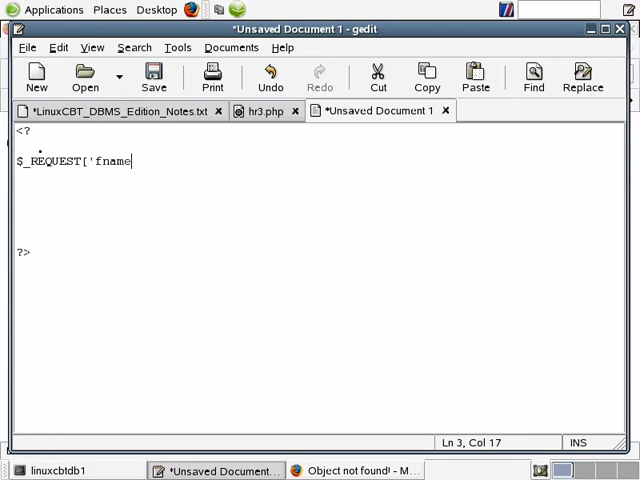 Applications Places Desktop
*Unsaved Document 1 - gedit
File Edit View Search Tools Documents Help
New Open Save Print Undo Redo Cut Copy Paste Find Replace
*LinuxCBT_DBMS_Edition_Notes.txt hr3.php *Unsaved Document 1
<?
$_REQUEST['fname
?>
Ln 3, Col 17 INS
linuxcbtdb1 *Unsaved Document... Object not found! - M...